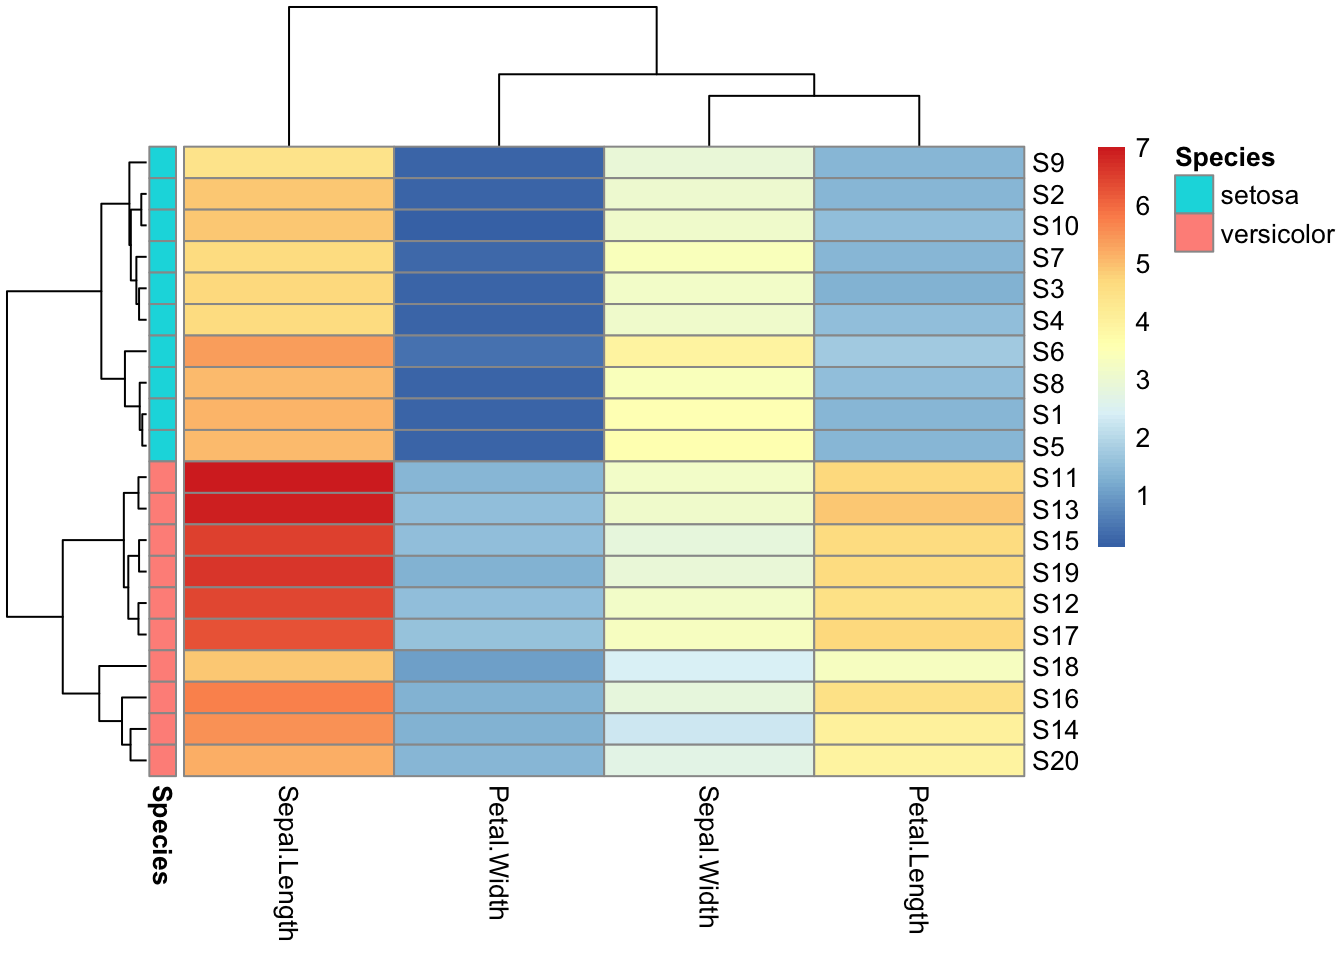 S9
S2
S10
S7
S3
S4
S6
S8
S1
S5
S11
S13
S15
S19
S12
S17
S18
S16
S14
S20
Species
Sepal.Length
Petal.Width
Sepal.Width
Petal.Length
7
6
5
4
3
2
1
Species
setosa
versicolor